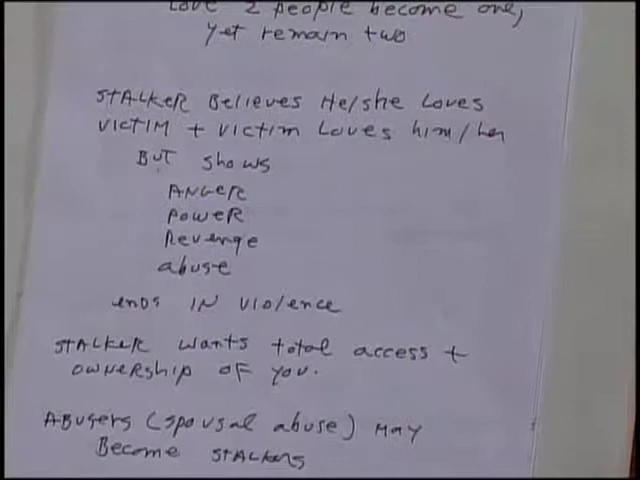 Love 2 people become one,
yet remain two
STALKER Believes He/she Loves
VICTIM + victim Loves him/her
BUT shows
ANGER
POWER
Revenge
abuse
ends IN violence
STALKER wants total access +
ownership of you.
ABusers (spousal abuse) may
Become STALKERS